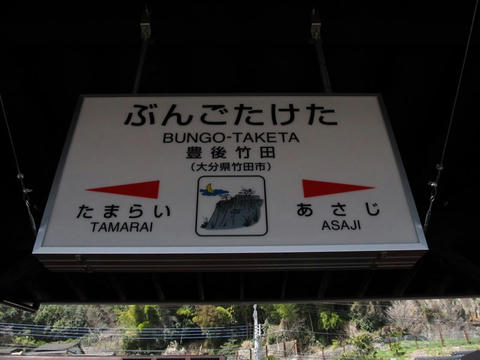 ぶんごたけた
BUNGO-TAKETA
豊後竹田
(大分県竹田市)
たまらい
TAMARAI
あさじ
ASAJI